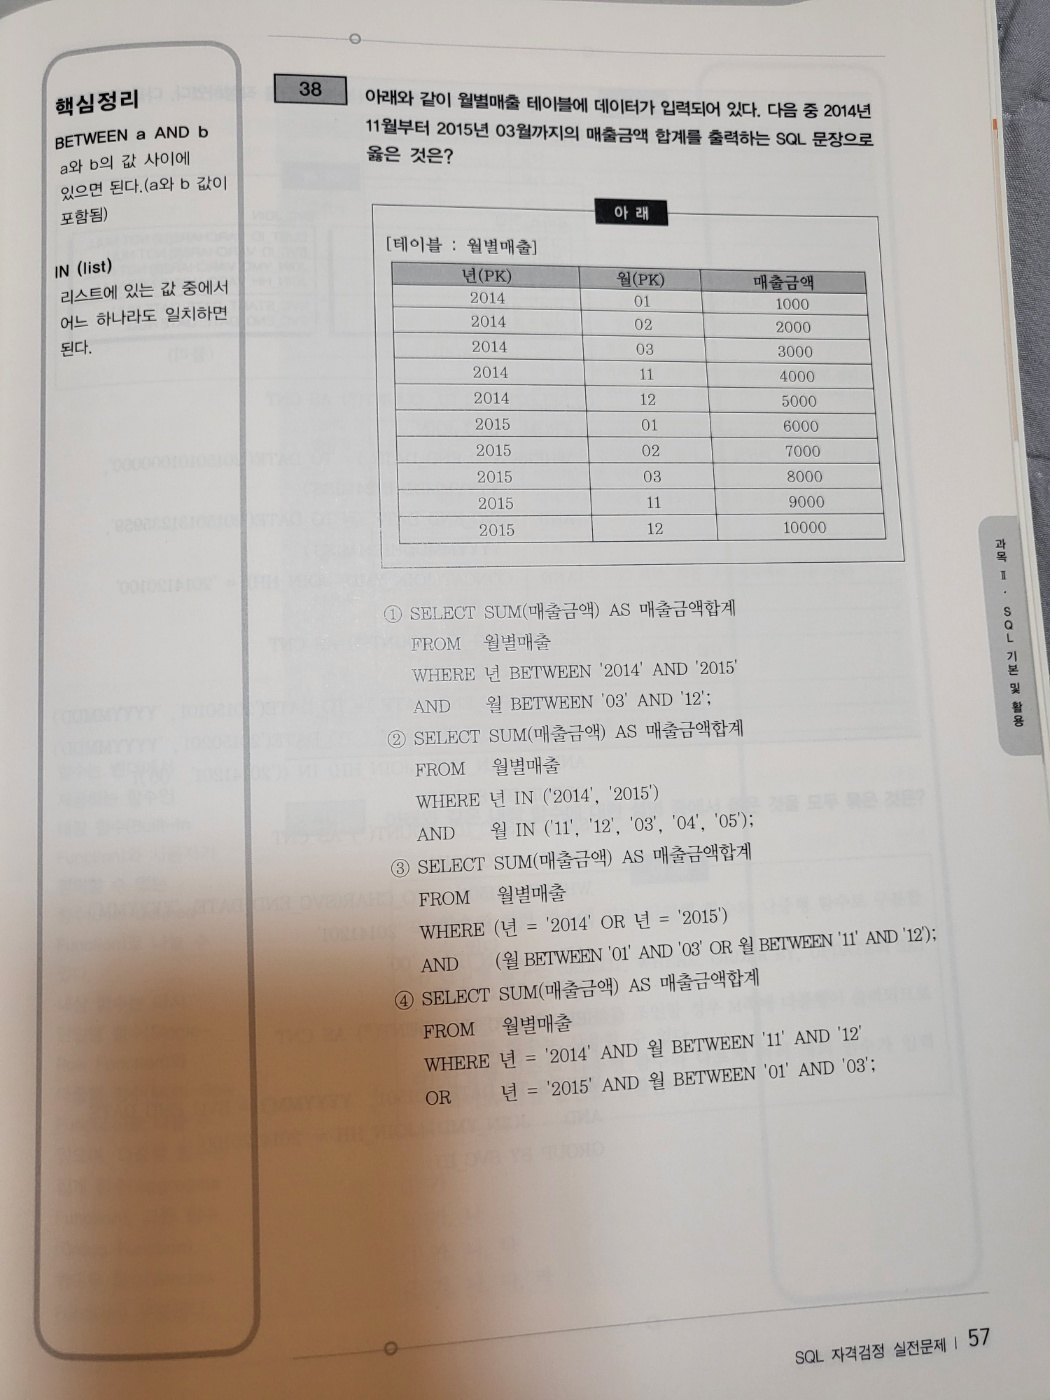 핵심정리
BETWEEN a AND b
a와 b의 값 사이에
있으면 된다.(a와 b 값이
포함됨)
IN (list)
리스트에 있는 값 중에서
어느 하나라도 일치하면
된다.
38
아래와 같이 월별매출 테이블에 데이터가 입력되어 있다. 다음 중 2014년
11월부터 2015년 03월까지의 매출금액 합계를 출력하는 SQL 문장으로
옳은 것은?
아 래
[테이블 : 월별매출]
년(PK) 월(PK) 매출금액
2014 01 1000
2014 02 2000
2014 03 3000
2014 11 4000
2014 12 5000
2015 01 6000
2015 02 7000
2015 03 8000
2015 11 9000
2015 12 10000
① SELECT SUM(매출금액) AS 매출금액합계
FROM 월별매출
WHERE 년 BETWEEN '2014' AND '2015'
AND 월 BETWEEN '03' AND '12';
② SELECT SUM(매출금액) AS 매출금액합계
FROM 월별매출
WHERE 년 IN ('2014', '2015')
AND 월 IN ('11', '12', '03', '04', '05');
③ SELECT SUM(매출금액) AS 매출금액합계
FROM 월별매출
WHERE (년 = '2014' OR 년 = '2015')
AND (월 BETWEEN '01' AND '03' OR 월 BETWEEN '11' AND '12');
④ SELECT SUM(매출금액) AS 매출금액합계
FROM 월별매출
WHERE 년 = '2014' AND 월 BETWEEN '11' AND '12'
OR 년 = '2015' AND 월 BETWEEN '01' AND '03';
과목 Ⅱ · SQL 기본 및 활용
SQL 자격검정 실전문제 | 57